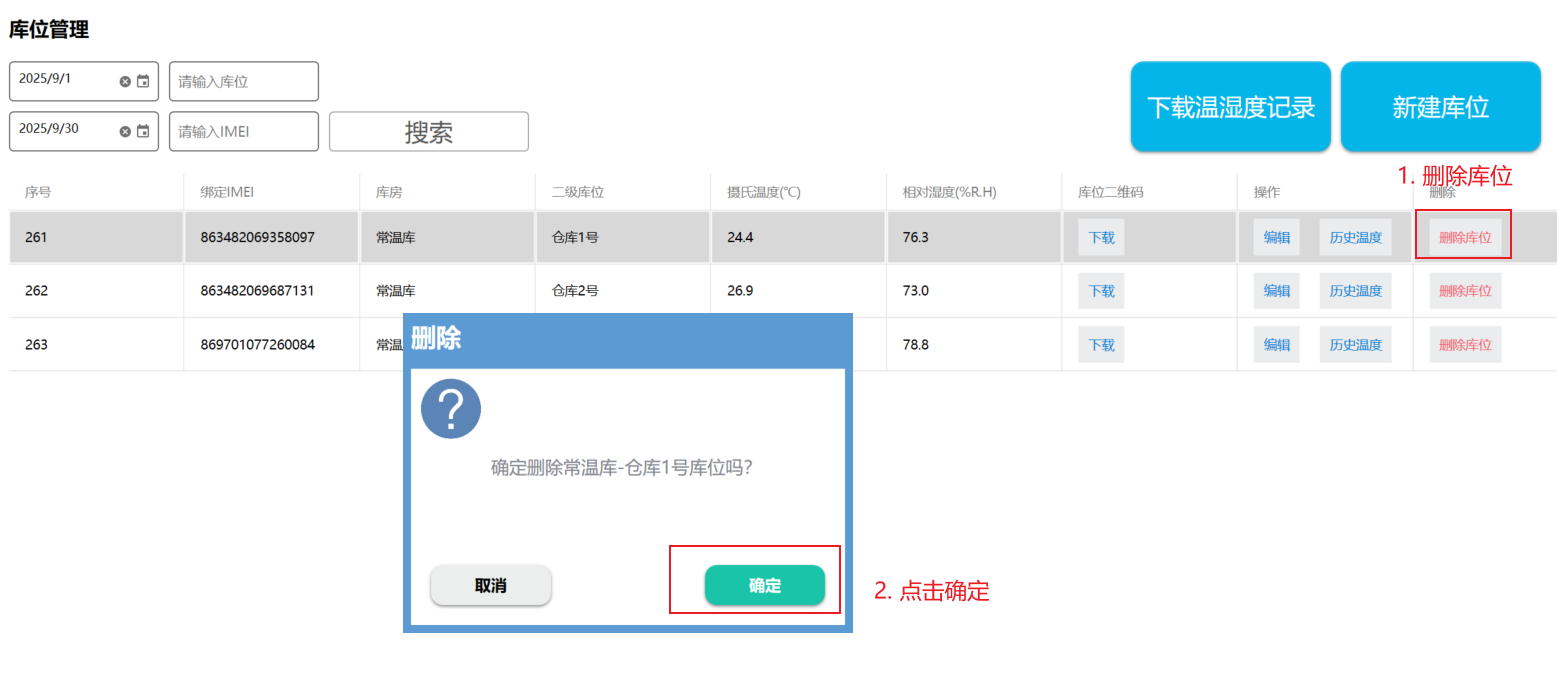 库位管理
2025/9/1
请输入库位
2025/9/30
请输入IMEI
搜索
下载温湿度记录
新建库位
1. 删除库位
序号 绑定IMEI 库房 二级库位 摄氏温度(℃) 相对湿度(%R.H) 库位二维码 操作 删除
261 863482069358097 常温库 仓库1号 24.4 76.3 下载 编辑 历史温度 删除库位
262 863482069687131 常温库 仓库2号 26.9 73.0 下载 编辑 历史温度 删除库位
263 869701077260084 常温 78.8 下载 编辑 历史温度 删除库位
删除
?
确定删除常温库-仓库1号库位吗?
取消
确定
2. 点击确定